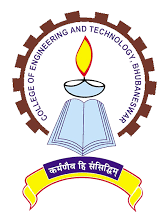 COLLEGE OF ENGINEERING AND TECHNOLOGY, BHUBANESWAR
कर्मणैव हि संसिद्धिम्